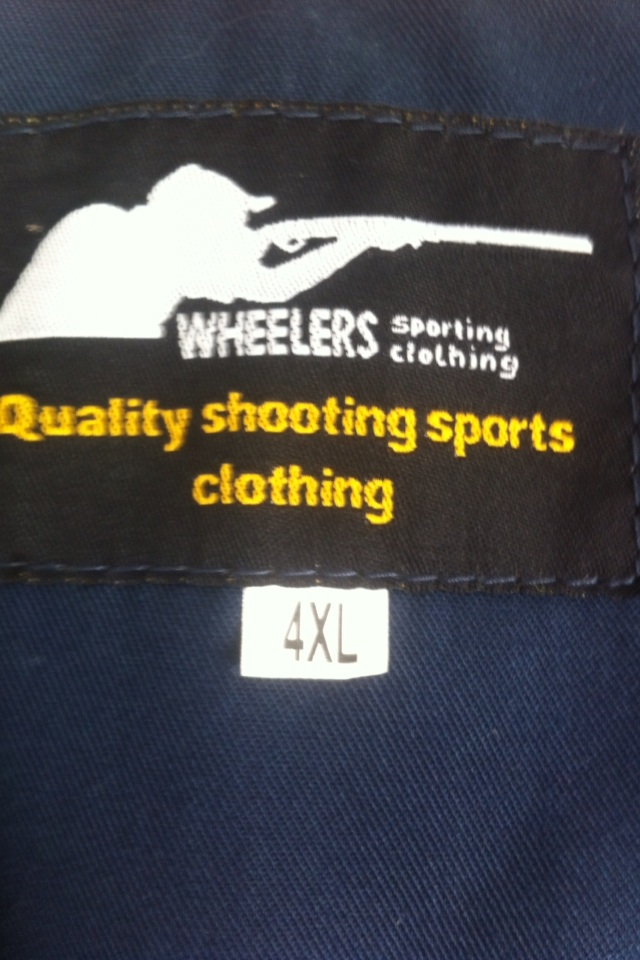 WHEELERS sporting
clothing
Quality shooting sports
clothing
4XL